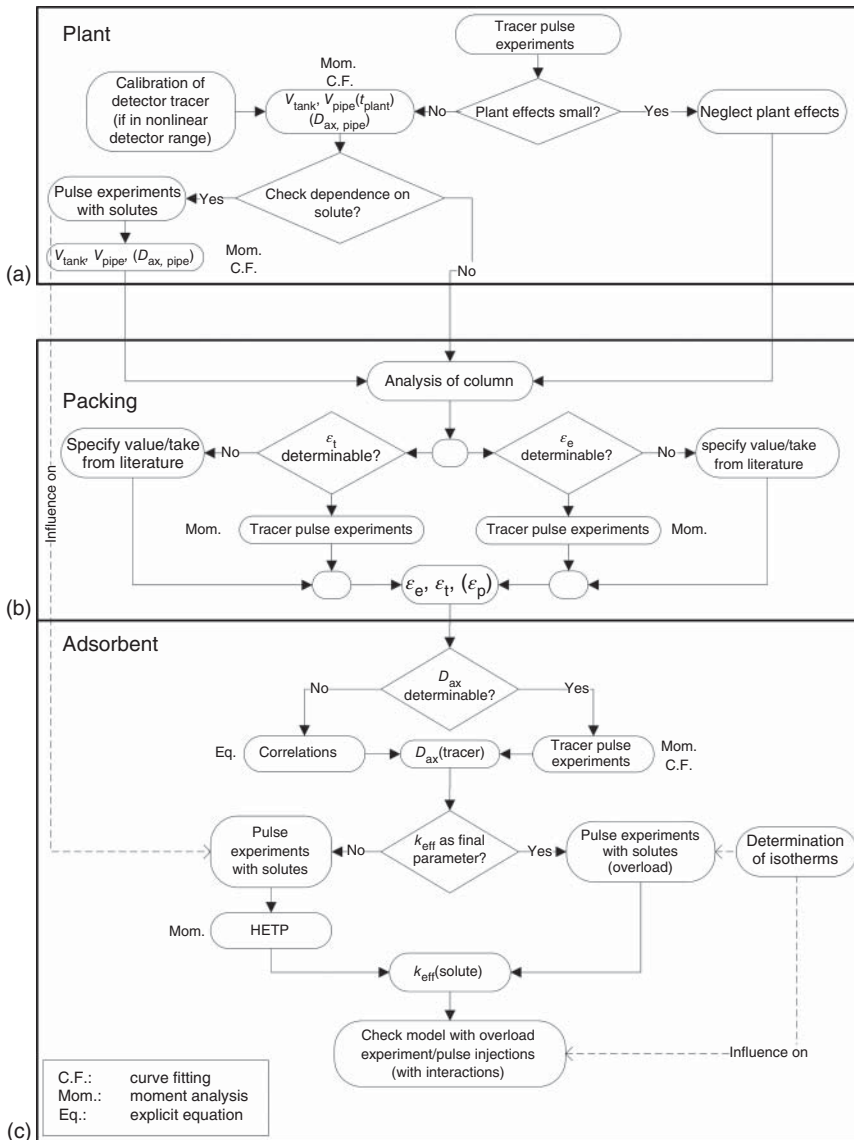 Plant
Tracer pulse
experiments
Mom.
C.F.
Calibration of
detector tracer
(if in nonlinear
detector range)
V_tank, V_pipe(t_plant)
(D_ax, pipe)
No
Plant effects small?
Yes
Neglect plant effects
Pulse experiments
with solutes
Yes
Check dependence on
solute?
V_tank, V_pipe, (D_ax, pipe)
Mom.
C.F.
No
(a)
Analysis of column
Packing
Specify value/take
from literature
No
ε_t
determinable?
ε_e
determinable?
No
specify value/take
from literature
Influence on
Mom.
Tracer pulse experiments
Tracer pulse experiments
Mom.
ε_e, ε_t, (ε_p)
(b)
Adsorbent
D_ax
determinable?
No
Yes
Eq.
Correlations
D_ax(tracer)
Tracer pulse
experiments
Mom.
C.F.
Pulse
experiments
with solutes
No
k_eff as final
parameter?
Yes
Pulse experiments
with solutes
(overload)
Determination
of isotherms
Mom.
HETP
k_eff(solute)
Check model with overload
experiment/pulse injections
(with interactions)
Influence on
C.F.: curve fitting
Mom.: moment analysis
Eq.: explicit equation
(c)